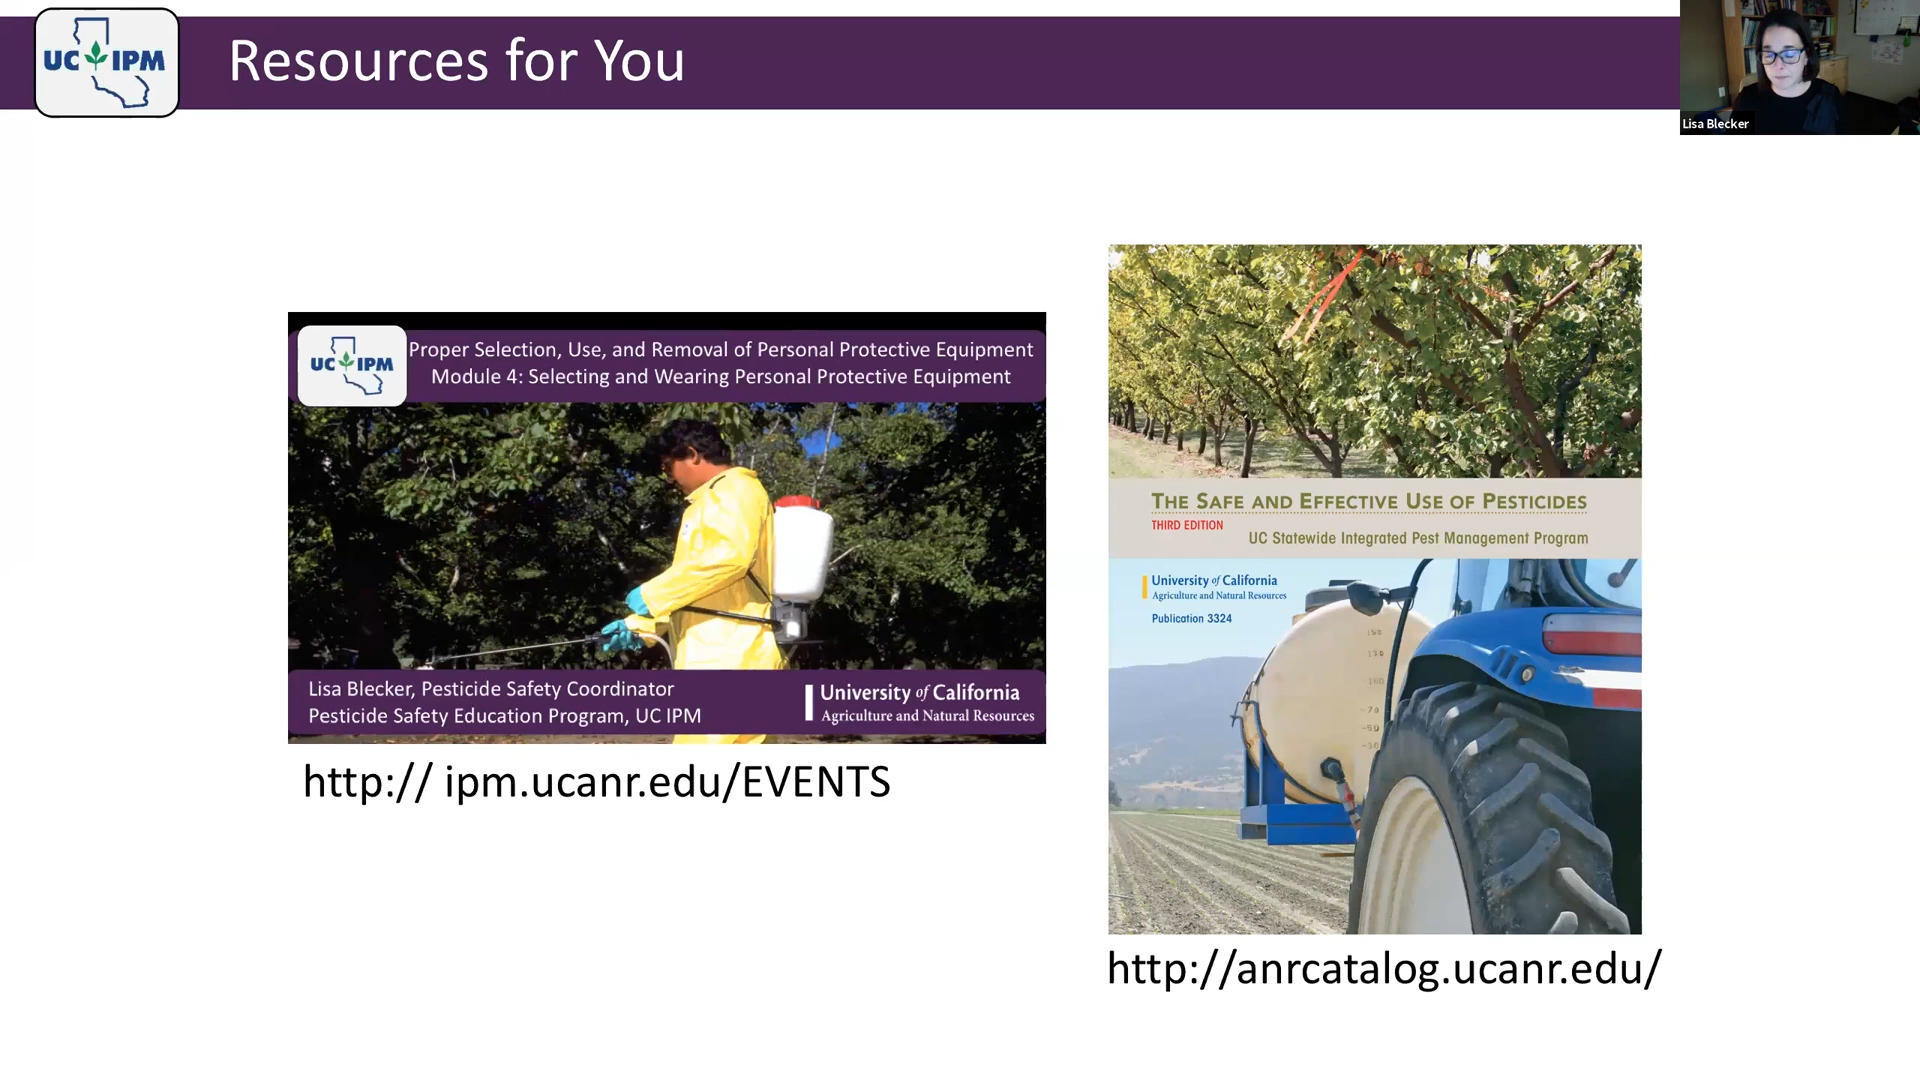 UC IPM
Resources for You
Lisa Blecker
UC IPM
Proper Selection, Use, and Removal of Personal Protective Equipment
Module 4: Selecting and Wearing Personal Protective Equipment
Lisa Blecker, Pesticide Safety Coordinator
Pesticide Safety Education Program, UC IPM
University of California
Agriculture and Natural Resources
http:// ipm.ucanr.edu/EVENTS
THE SAFE AND EFFECTIVE USE OF PESTICIDES
THIRD EDITION
UC Statewide Integrated Pest Management Program
University of California
Agriculture and Natural Resources
Publication 3324
http://anrcatalog.ucanr.edu/